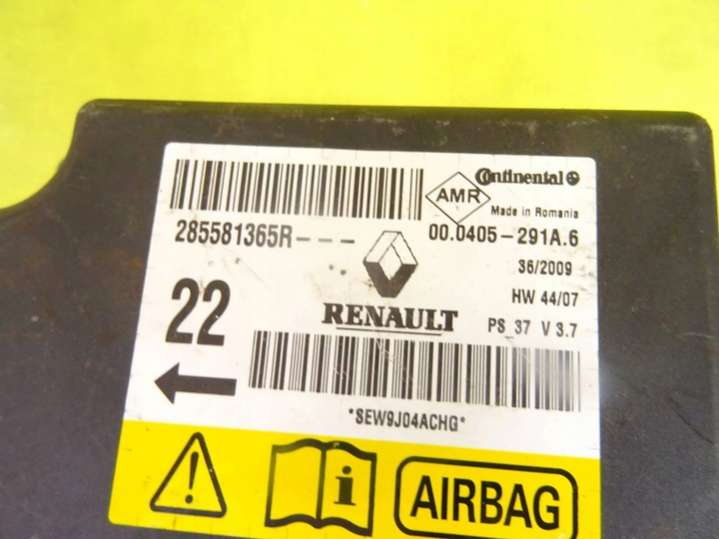 Continental
AMR
Made in Romania
285581365R---
00.0405-291A.6
36/2009
HW 44/07
22
RENAULT
PS 37 V 3.7
*SEW9J04ACHG*
i
AIRBAG